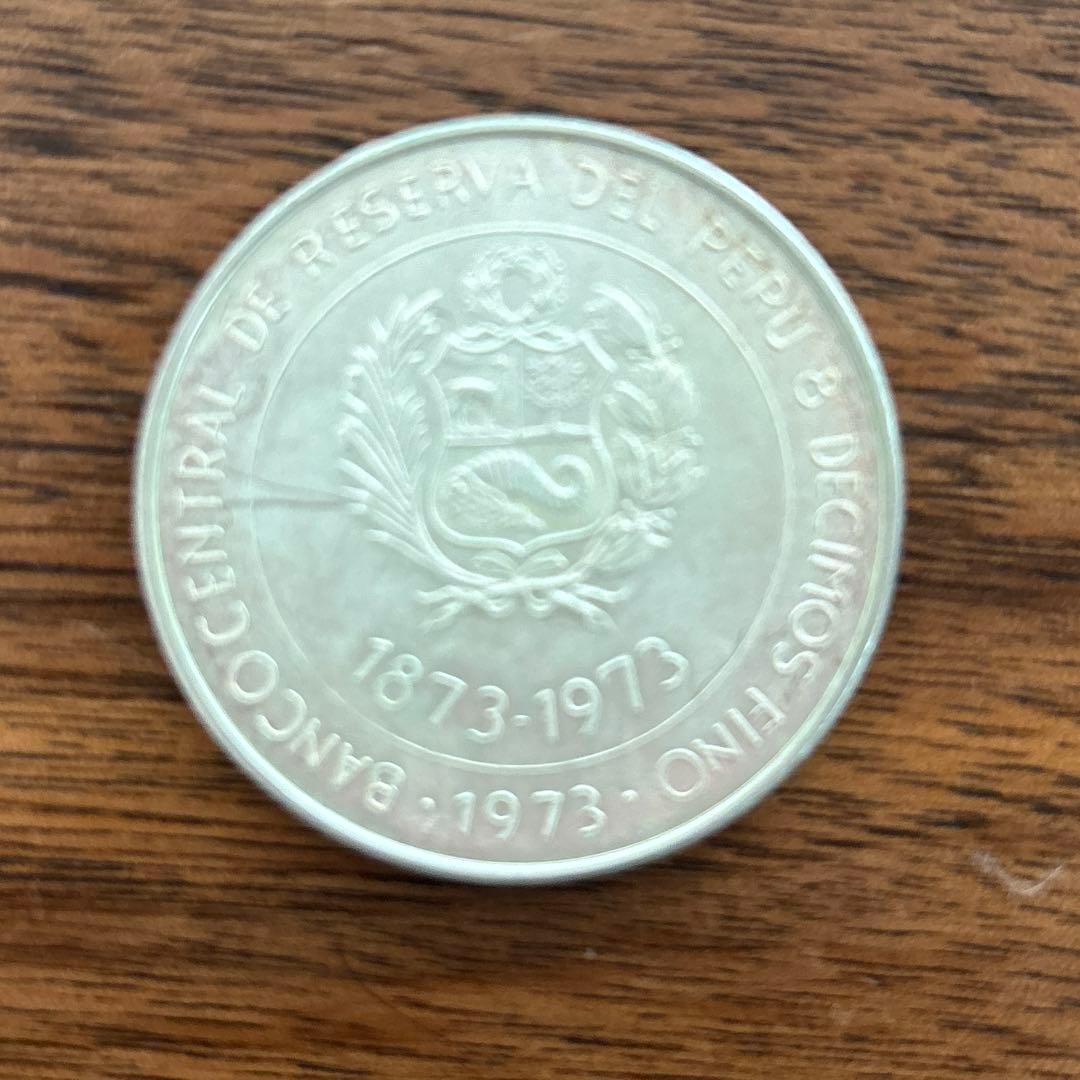 BANCO CENTRAL DE RESERVA DEL PERU 8 DECIMOS FINO
1873-1973
· 1973 ·